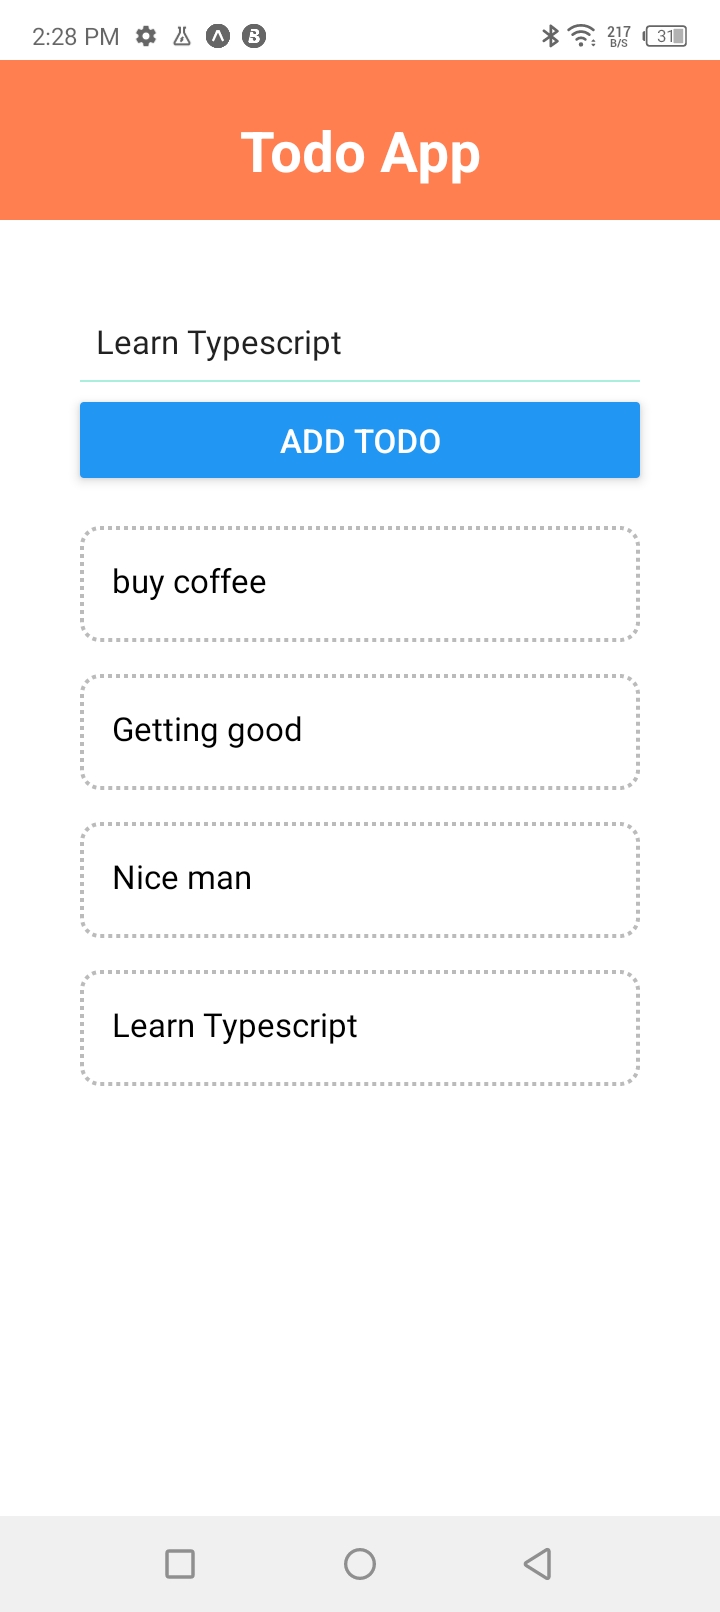 2:28 PM
217
B/S
31
Todo App
Learn Typescript
ADD TODO
buy coffee
Getting good
Nice man
Learn Typescript